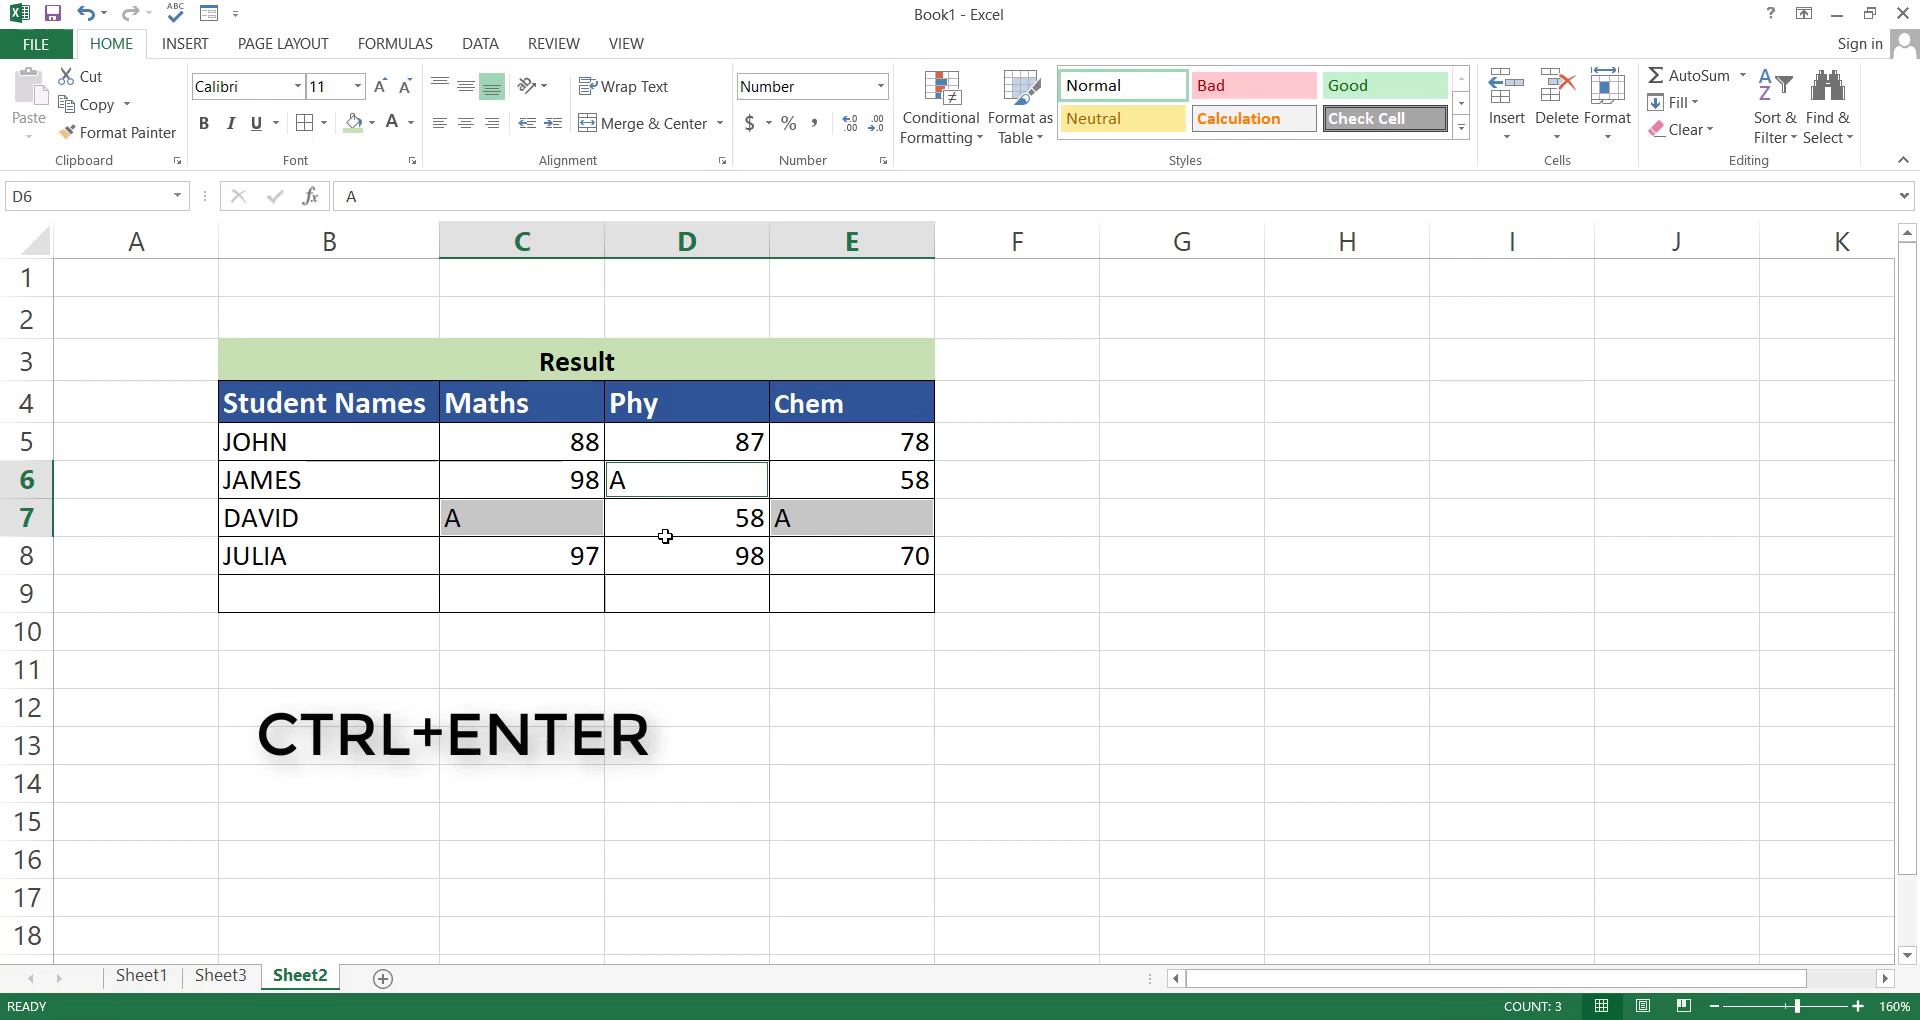 ABC
Book1 - Excel
?
FILE HOME INSERT PAGE LAYOUT FORMULAS DATA REVIEW VIEW
Sign in
Paste
Cut
Copy
Format Painter
Clipboard
Calibri 11 A A
B I U A
Font
Wrap Text
Merge & Center
Alignment
Number
$ % ,
Number
Conditional Formatting
Format as Table
Normal Bad Good
Neutral Calculation Check Cell
Styles
Insert Delete Format
Cells
AutoSum
Fill
Clear
Sort & Filter
Find & Select
Editing
D6 fx A
A B C D E F G H I J K
1
2
3 Result
4 Student Names Maths Phy Chem
5 JOHN 88 87 78
6 JAMES 98 A 58
7 DAVID A 58 A
8 JULIA 97 98 70
9
10
11
12
CTRL+ENTER
13
14
15
16
17
18
Sheet1 Sheet3 Sheet2
READY COUNT: 3 160%